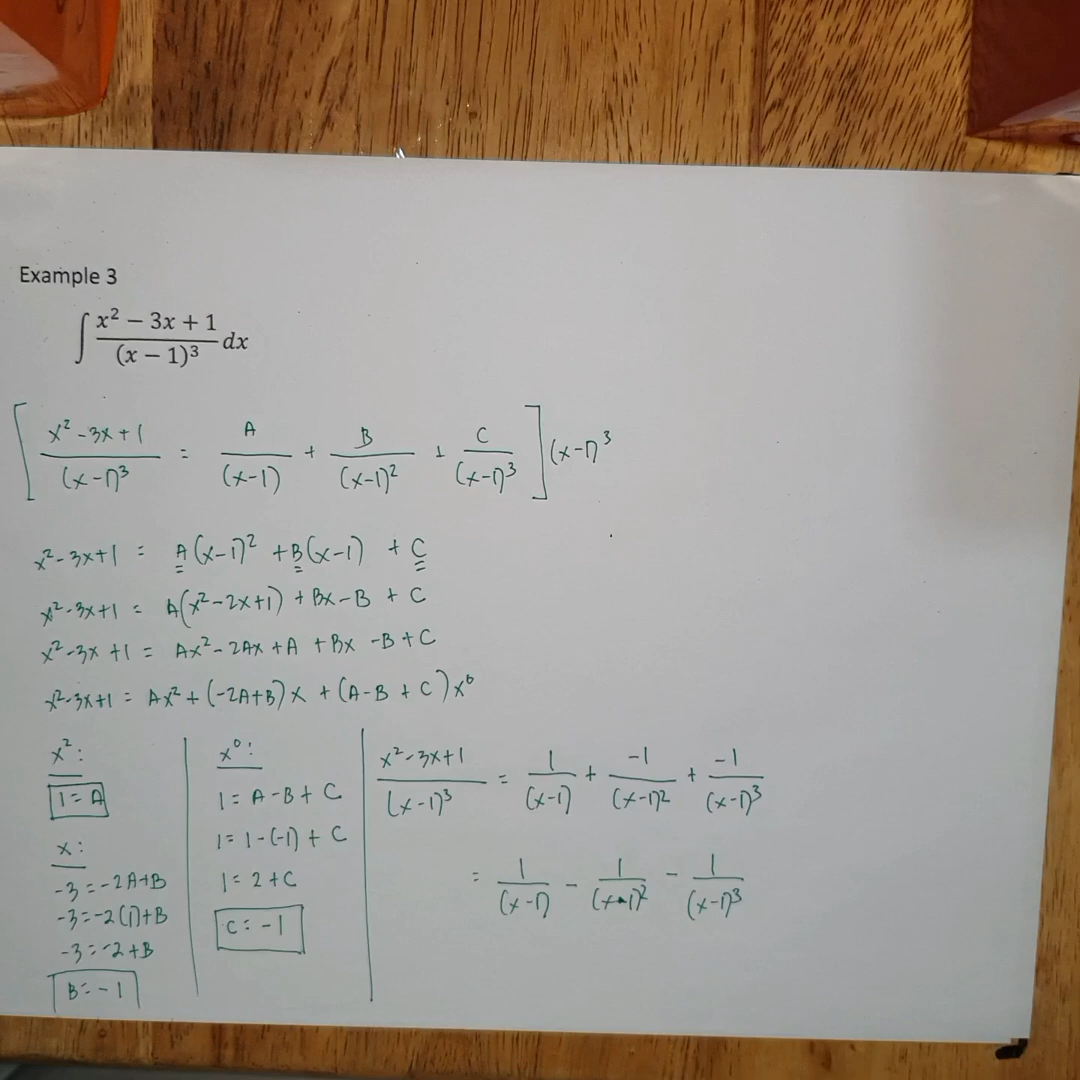 Example 3
∫ (x² − 3x + 1)/(x − 1)³ dx
[ (x² - 3x + 1)/(x-1)³ = A/(x-1) + B/(x-1)² + C/(x-1)³ ] (x-1)³
x² - 3x + 1 = A(x-1)² + B(x-1) + C
x² - 3x + 1 = A(x² - 2x + 1) + Bx - B + C
x² - 3x + 1 = Ax² - 2Ax + A + Bx - B + C
x² - 3x + 1 = Ax² + (-2A+B)x + (A - B + C)x⁰
x²:
1 = A
x:
-3 = -2A+B
-3 = -2(1)+B
-3 = -2+B
B = -1
x⁰:
1 = A - B + C
1 = 1 - (-1) + C
1 = 2 + C
C = -1
(x² - 3x + 1)/(x-1)³ = 1/(x-1) + -1/(x-1)² + -1/(x-1)³
= 1/(x-1) - 1/(x-1)² - 1/(x-1)³